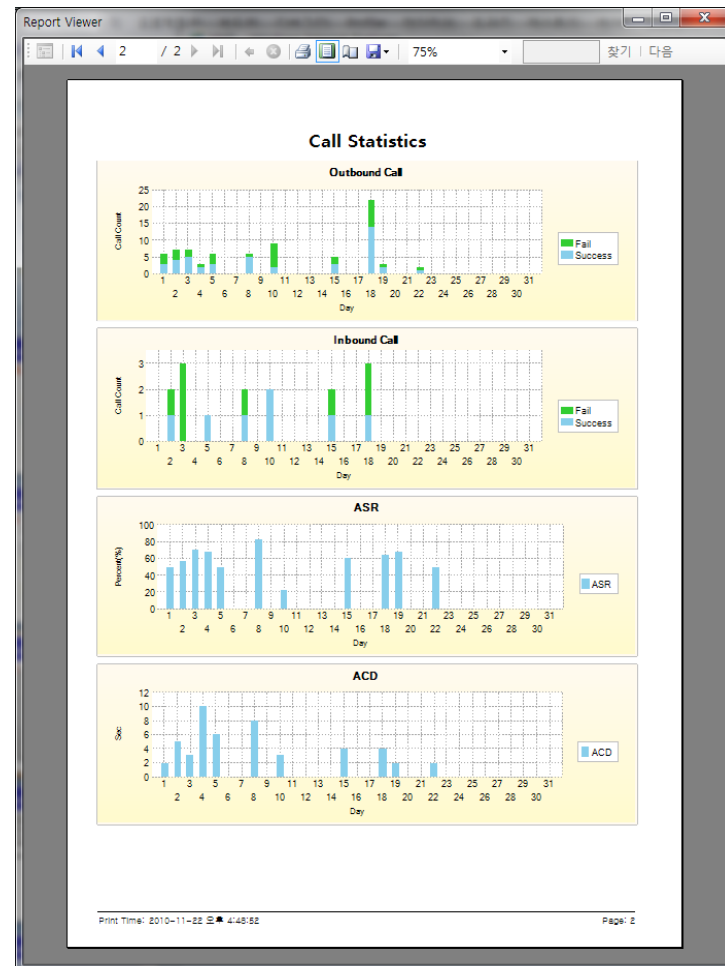 Report Viewer
2 / 2 75% 찾기 | 다음
Call Statistics
Outbound Call
25
20
15
10
5
0
Call Count
1 3 5 7 9 11 13 15 17 19 21 23 25 27 29 31
2 4 6 8 10 12 14 16 18 20 22 24 26 28 30
Day
Fail
Success
Inbound Call
3
2
1
0
Call Count
1 3 5 7 9 11 13 15 17 19 21 23 25 27 29 31
2 4 6 8 10 12 14 16 18 20 22 24 26 28 30
Day
Fail
Success
ASR
100
80
60
40
20
0
Percent(%)
1 3 5 7 9 11 13 15 17 19 21 23 25 27 29 31
2 4 6 8 10 12 14 16 18 20 22 24 26 28 30
Day
ASR
ACD
12
10
8
6
4
2
0
Sec
1 3 5 7 9 11 13 15 17 19 21 23 25 27 29 31
2 4 6 8 10 12 14 16 18 20 22 24 26 28 30
Day
ACD
Print Time: 2010-11-22 오후 4:48:52
Page: 2